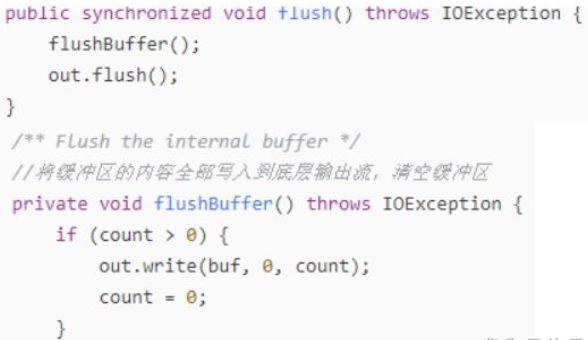 public synchronized void flush() throws IOException {
    flushBuffer();
    out.flush();
}
/** Flush the internal buffer */
//将缓冲区的内容全部写入到底层输出流，清空缓冲区
private void flushBuffer() throws IOException {
    if (count > 0) {
        out.write(buf, 0, count);
        count = 0;
    }